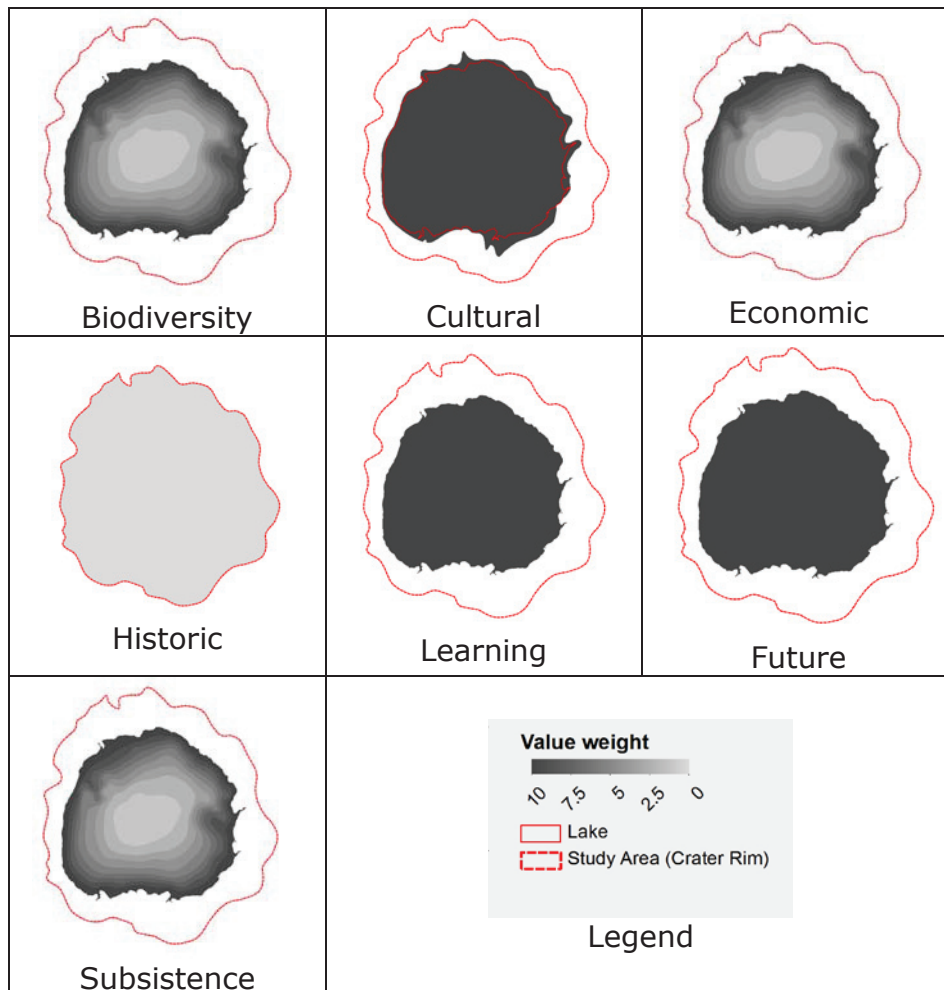 Biodiversity
Cultural
Economic
Historic
Learning
Future
Subsistence
Value weight
10 7.5 5 2.5 0
Lake
Study Area (Crater Rim)
Legend